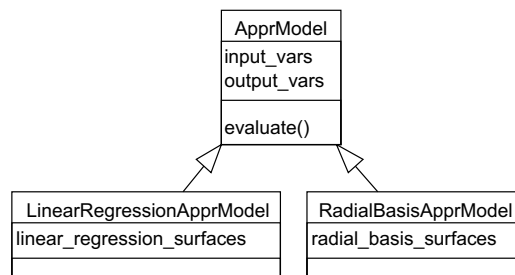 ApprModel
input_vars
output_vars
evaluate()
LinearRegressionApprModel
linear_regression_surfaces
RadialBasisApprModel
radial_basis_surfaces